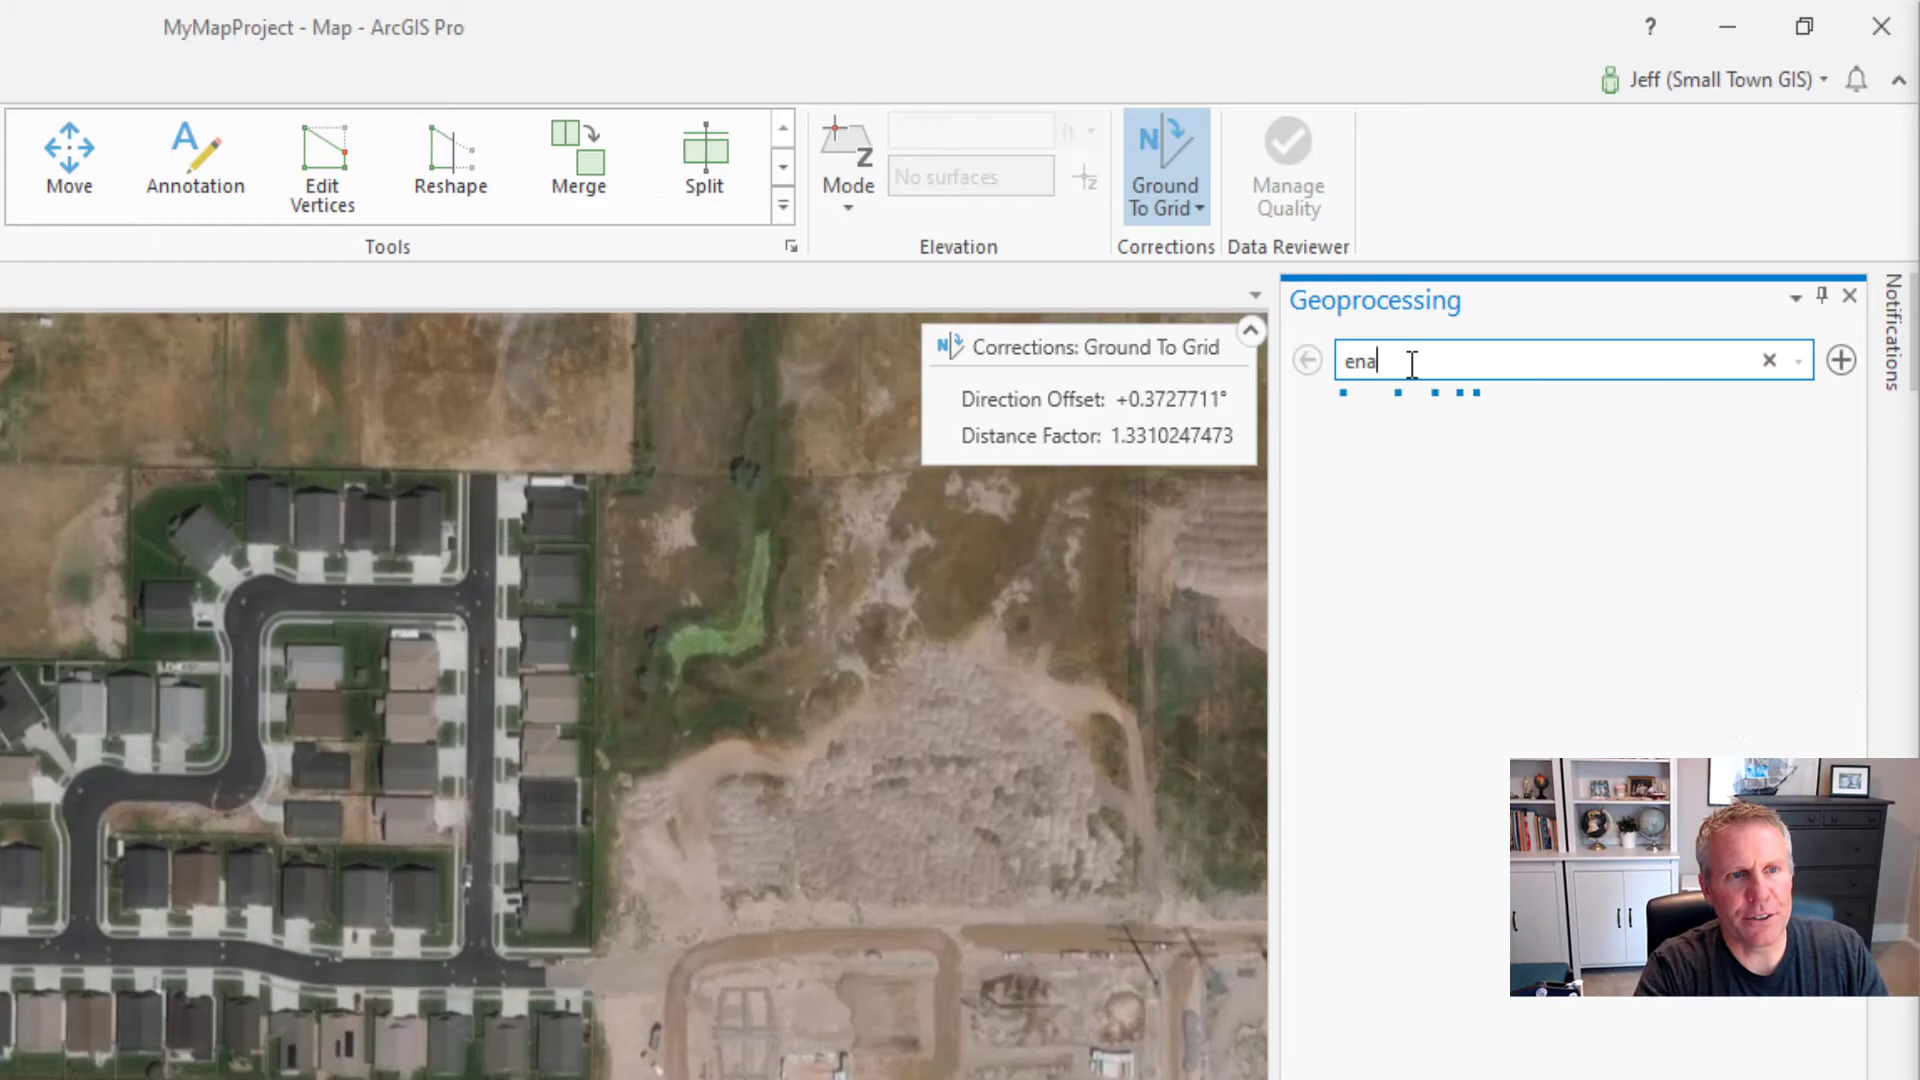 MyMapProject - Map - ArcGIS Pro
?
Jeff (Small Town GIS)
Move
Annotation
Edit Vertices
Reshape
Merge
Split
Mode
ft
No surfaces
Ground To Grid
Manage Quality
Tools
Elevation
Corrections
Data Reviewer
Geoprocessing
Notifications
Corrections: Ground To Grid
ena
Direction Offset: +0.3727711°
Distance Factor: 1.3310247473